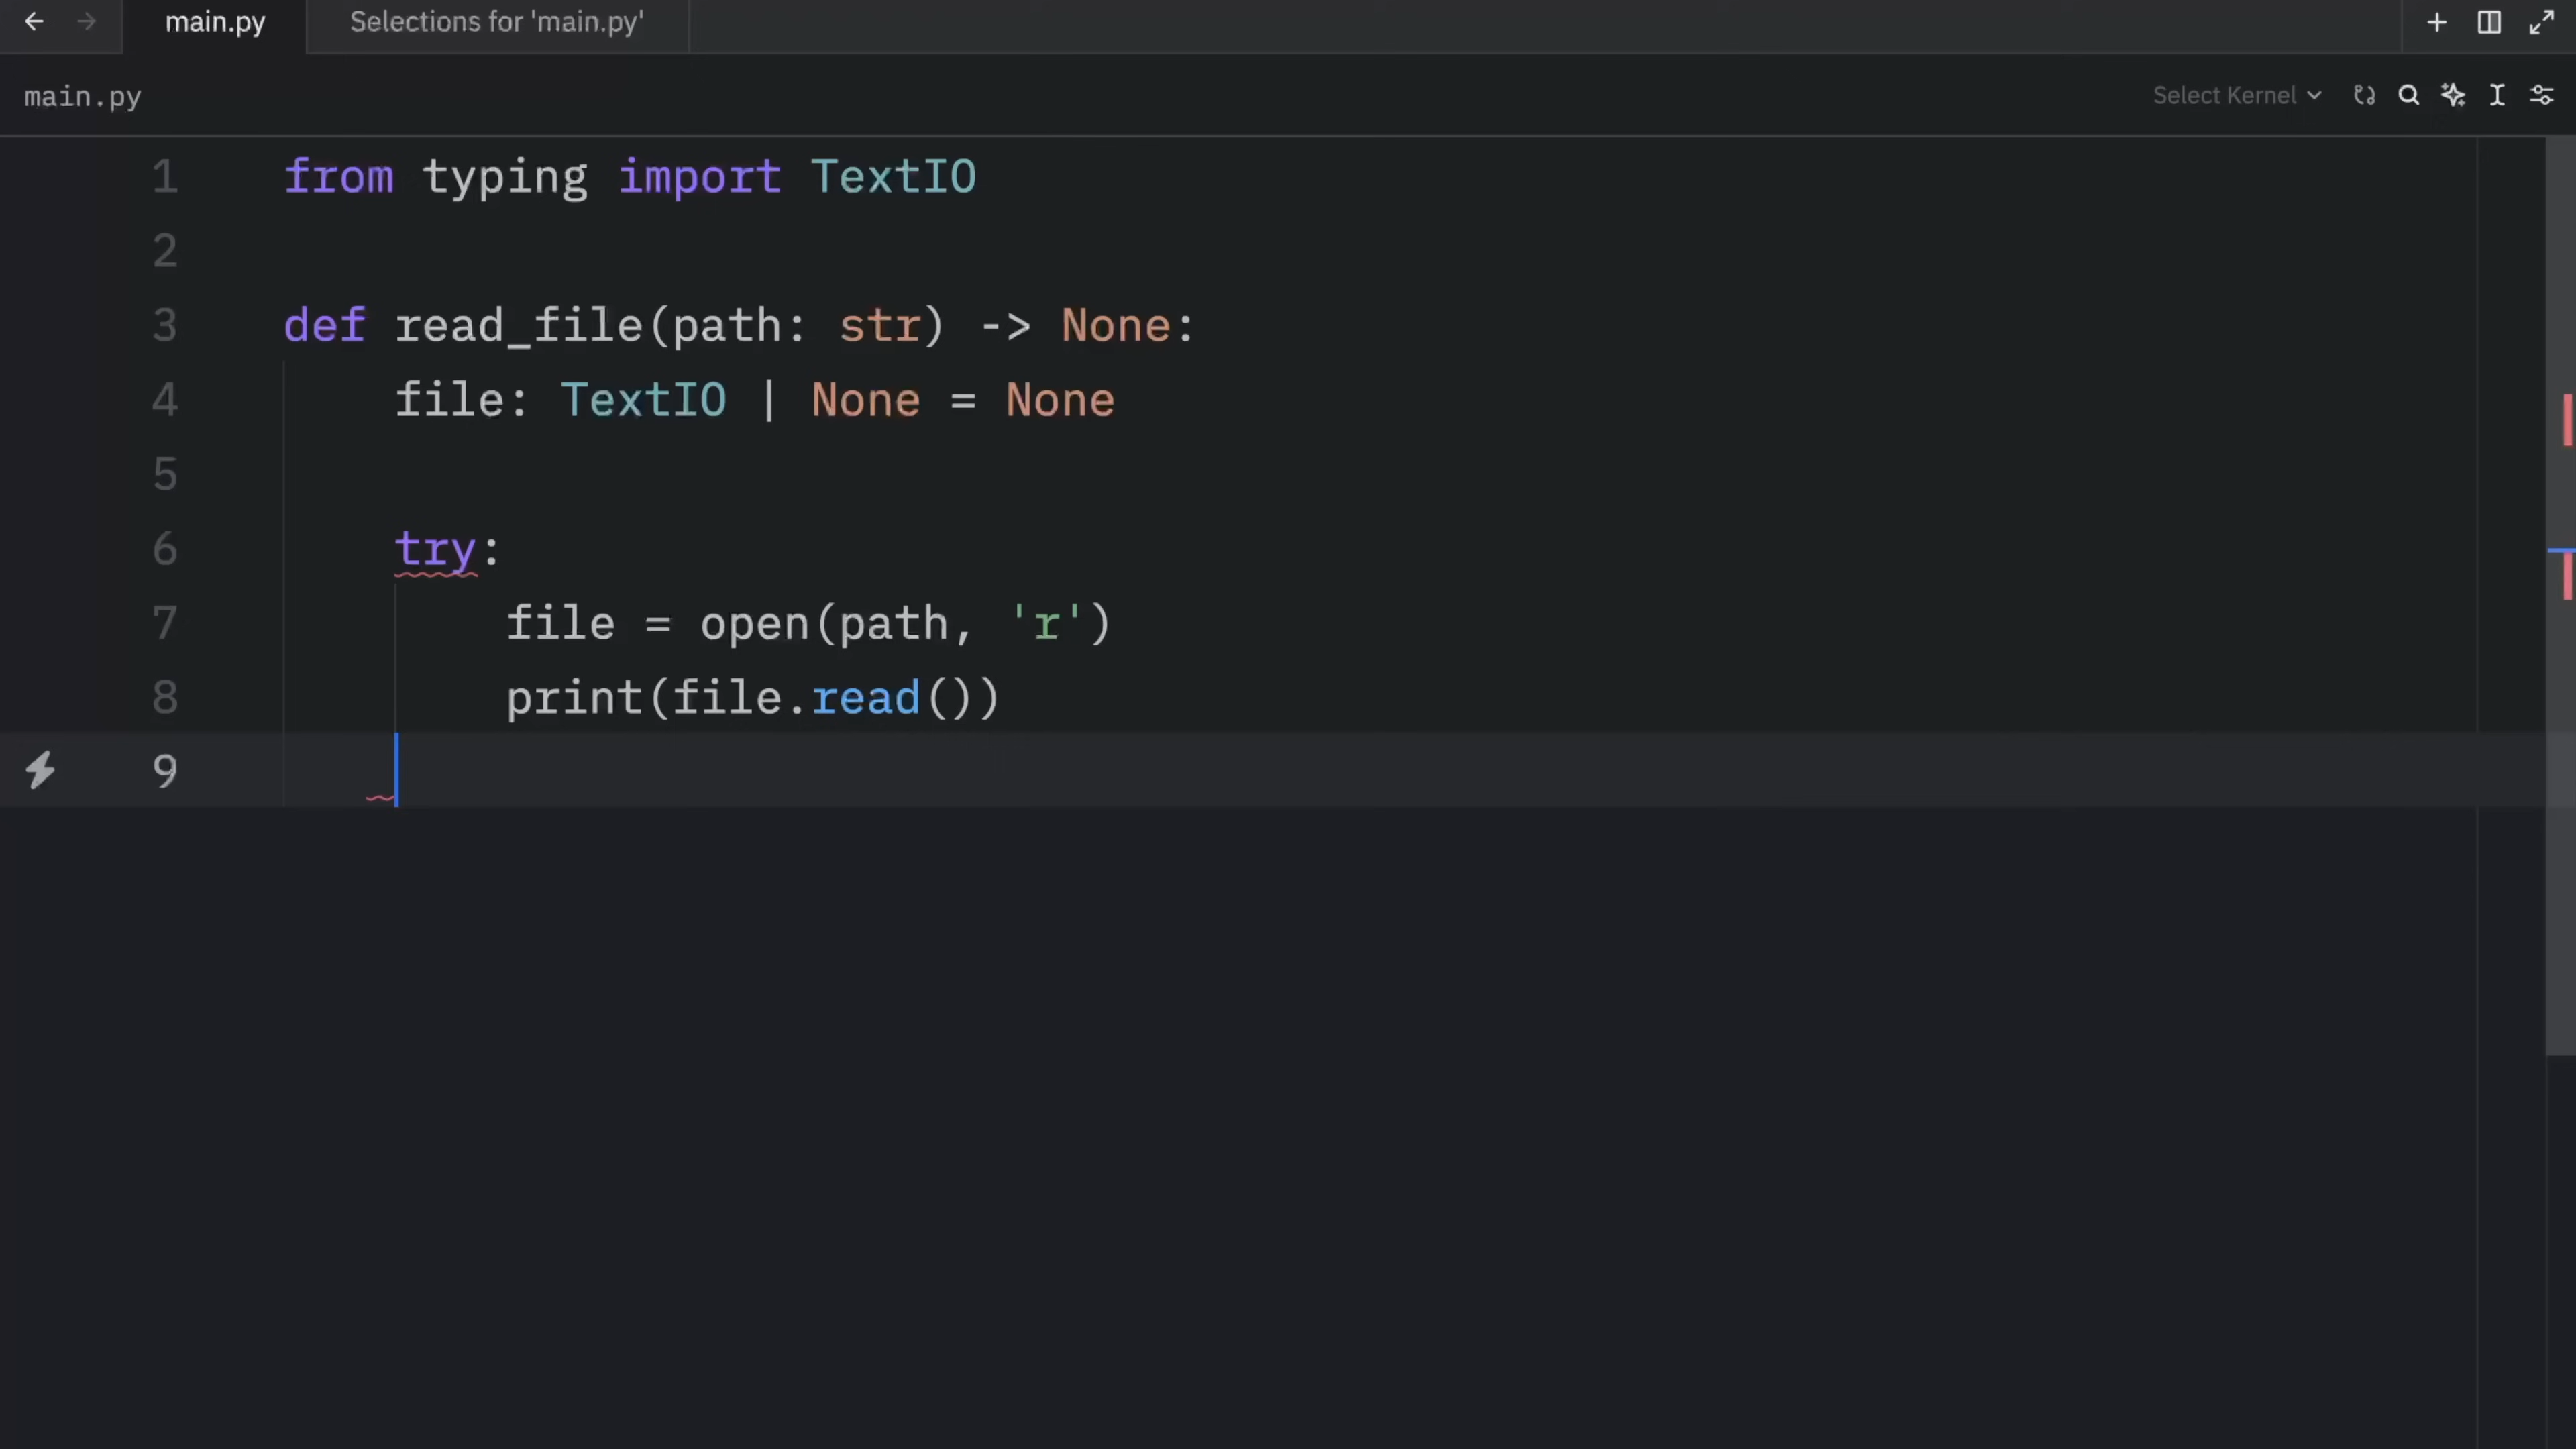 main.py
Selections for 'main.py'
main.py
Select Kernel
1 from typing import TextIO
2
3 def read_file(path: str) -> None:
4     file: TextIO | None = None
5
6     try:
7         file = open(path, 'r')
8         print(file.read())
9